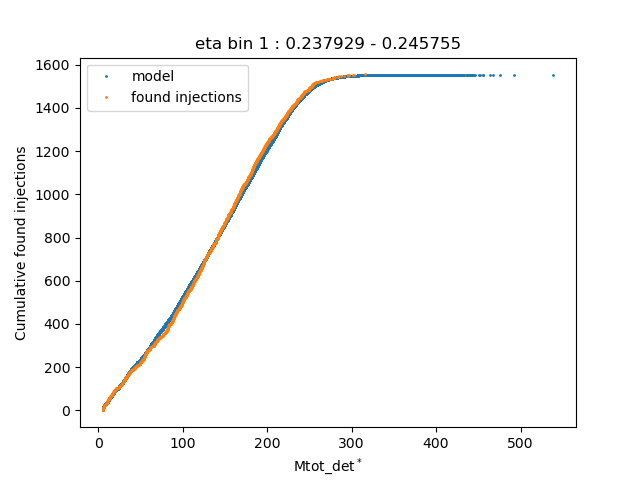 eta bin 1 : 0.237929 - 0.245755
model
found injections
Cumulative found injections
1600
1400
1200
1000
800
600
400
200
0
0 100 200 300 400 500
Mtot_det*